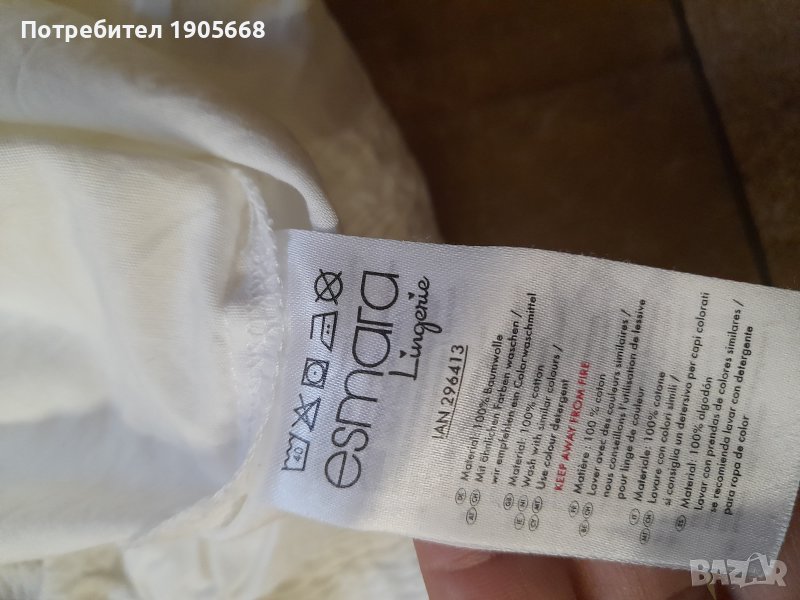 Потребител 1905668
40
esmara
Lingerie
IAN 296413
Material: 100% Baumwolle
Mit ähnlichen Farben waschen /
wir empfehlen ein Colorwaschmittel
Material: 100% cotton
Wash with similar colours /
Use colour detergent
KEEP AWAY FROM FIRE
Matière: 100 % coton
Laver avec des couleurs similaires /
nous conseillons l'utilisation de lessive
pour linge de couleur
Materiale: 100% cotone
Lavare con colori simili /
si consiglia un detersivo per capi colorati
Material: 100% algodón
Lavar con prendas de colores similares /
se recomienda lavar con detergente
para ropa de color
BAZAR